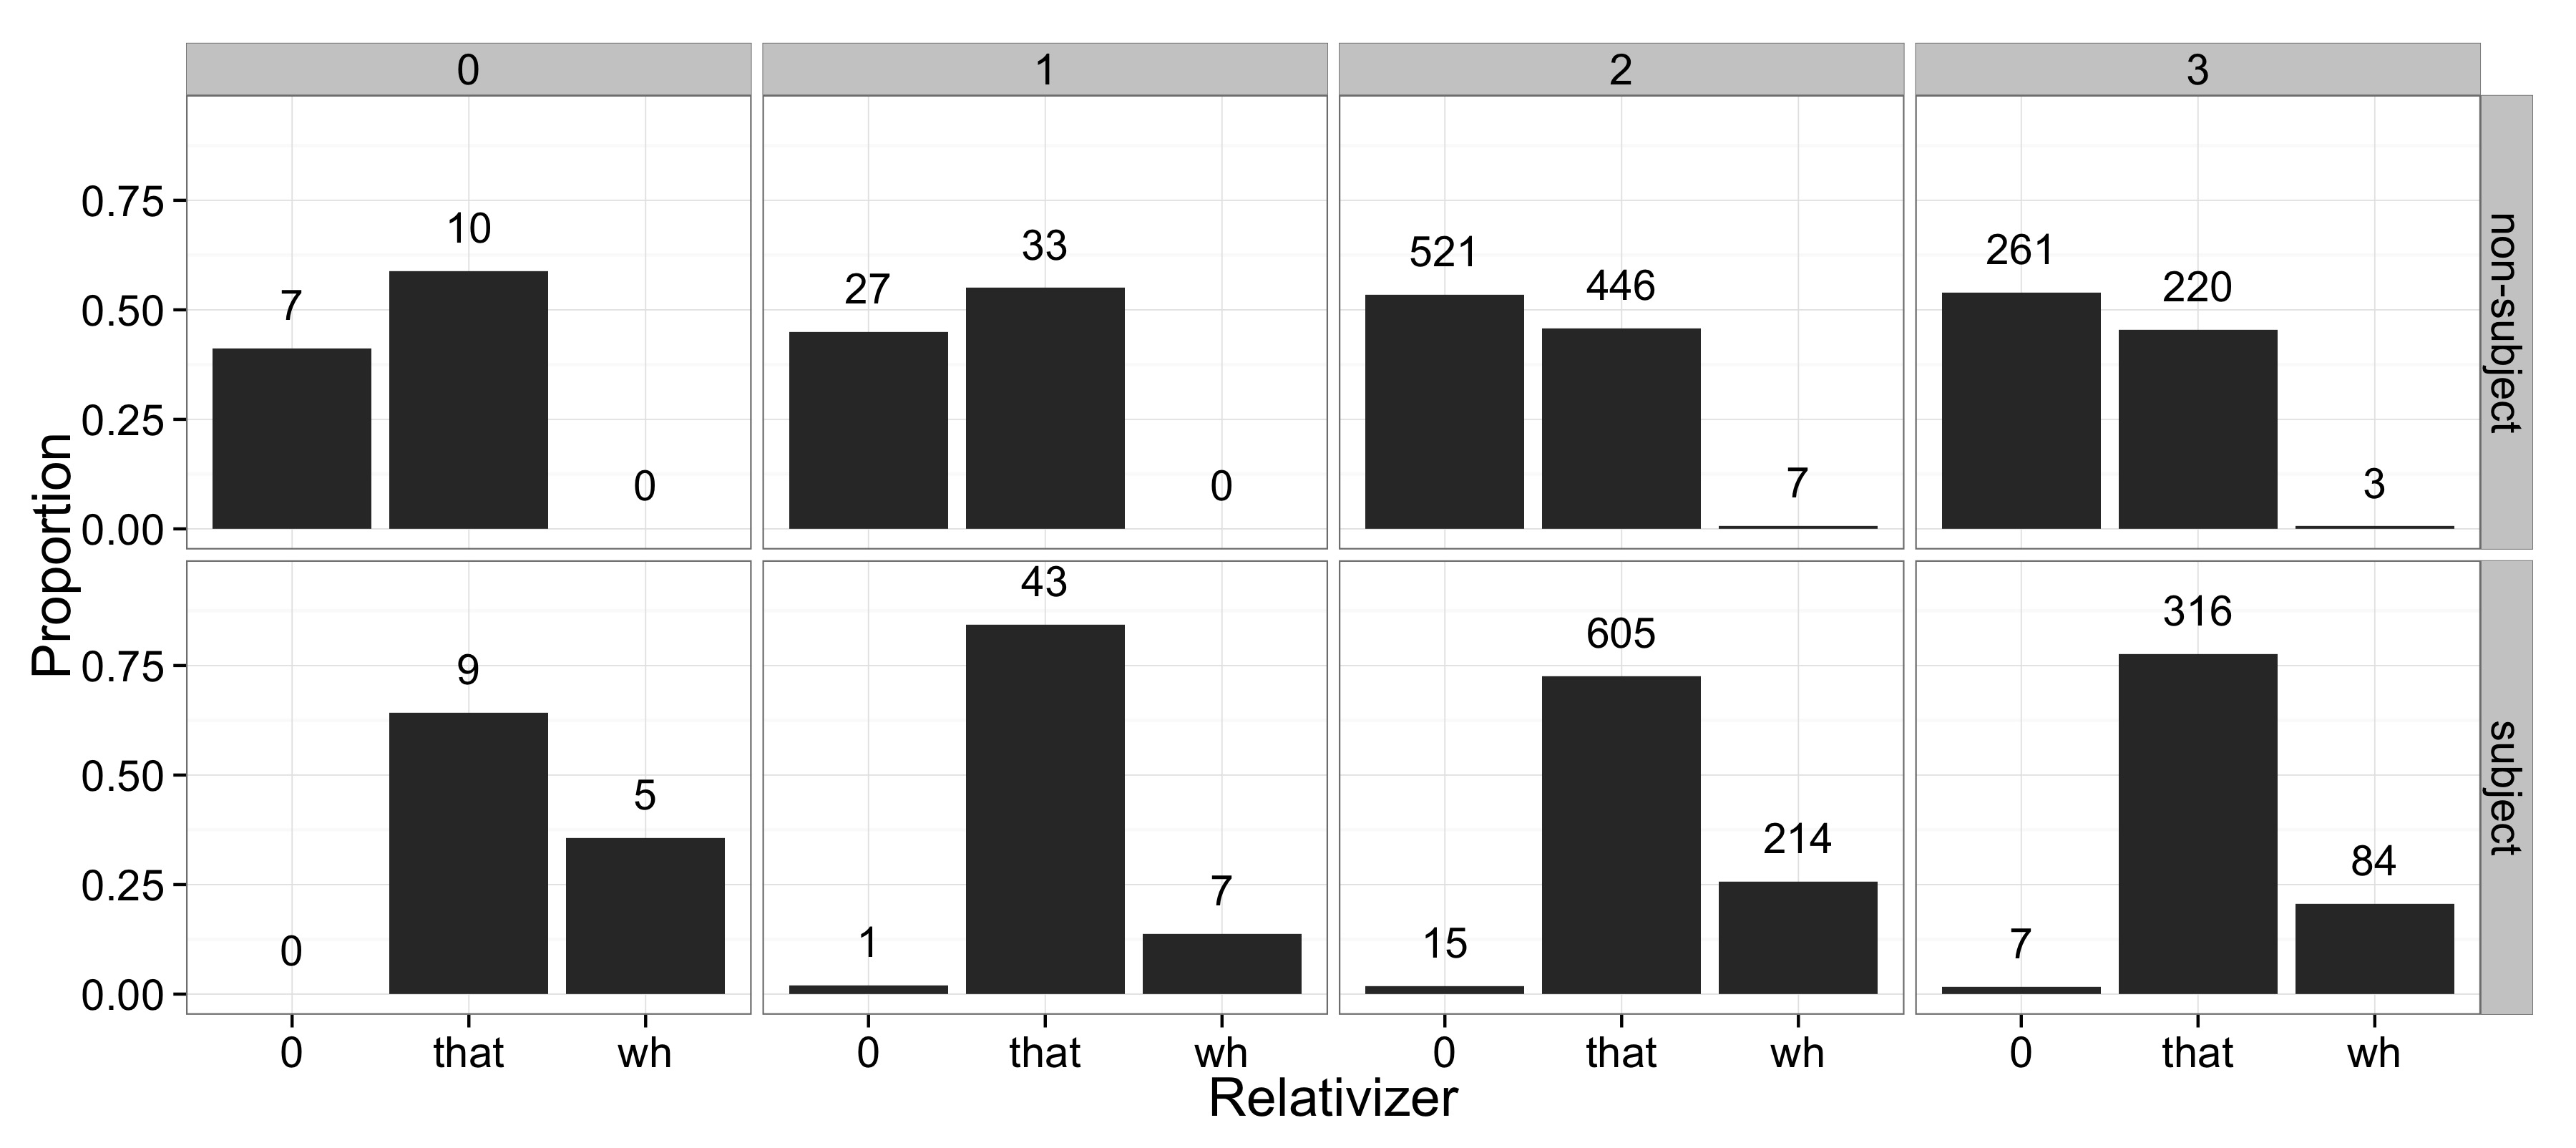 0 1 2 3
0.75
0.50
0.25
0.00
7 10 0
27 33 0
521 446 7
261 220 3
non-subject
Proportion
0.75
0.50
0.25
0.00
0 9 5
1 43 7
15 605 214
7 316 84
subject
0 that wh 0 that wh 0 that wh 0 that wh
Relativizer